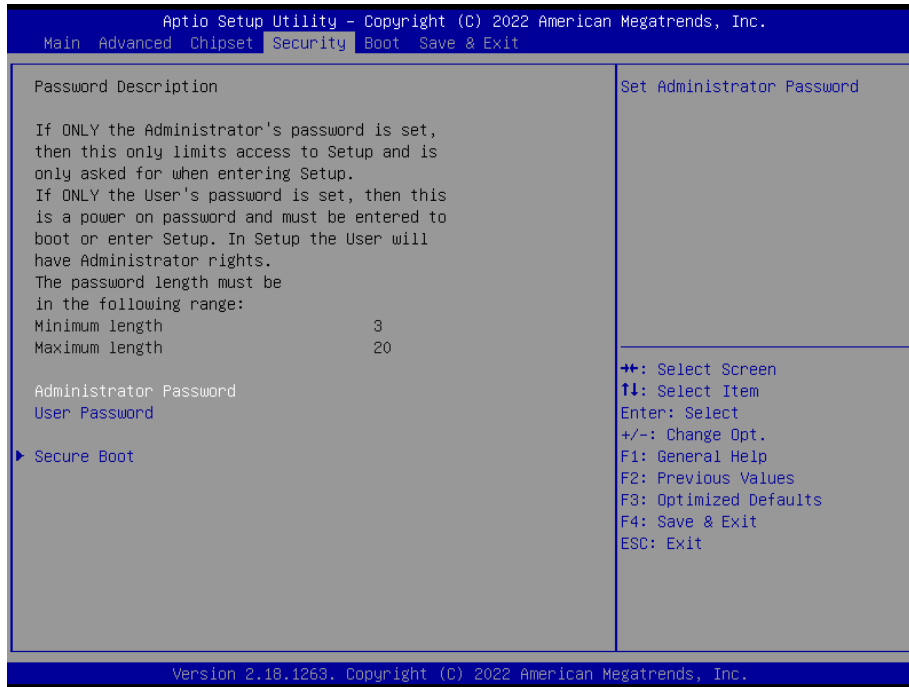 Aptio Setup Utility – Copyright (C) 2022 American Megatrends, Inc.
Main Advanced Chipset Security Boot Save & Exit
Password Description
If ONLY the Administrator's password is set,
then this only limits access to Setup and is
only asked for when entering Setup.
If ONLY the User's password is set, then this
is a power on password and must be entered to
boot or enter Setup. In Setup the User will
have Administrator rights.
The password length must be
in the following range:
Minimum length 3
Maximum length 20
Administrator Password
User Password
Secure Boot
Set Administrator Password
→←: Select Screen
↑↓: Select Item
Enter: Select
+/-: Change Opt.
F1: General Help
F2: Previous Values
F3: Optimized Defaults
F4: Save & Exit
ESC: Exit
Version 2.18.1263. Copyright (C) 2022 American Megatrends, Inc.